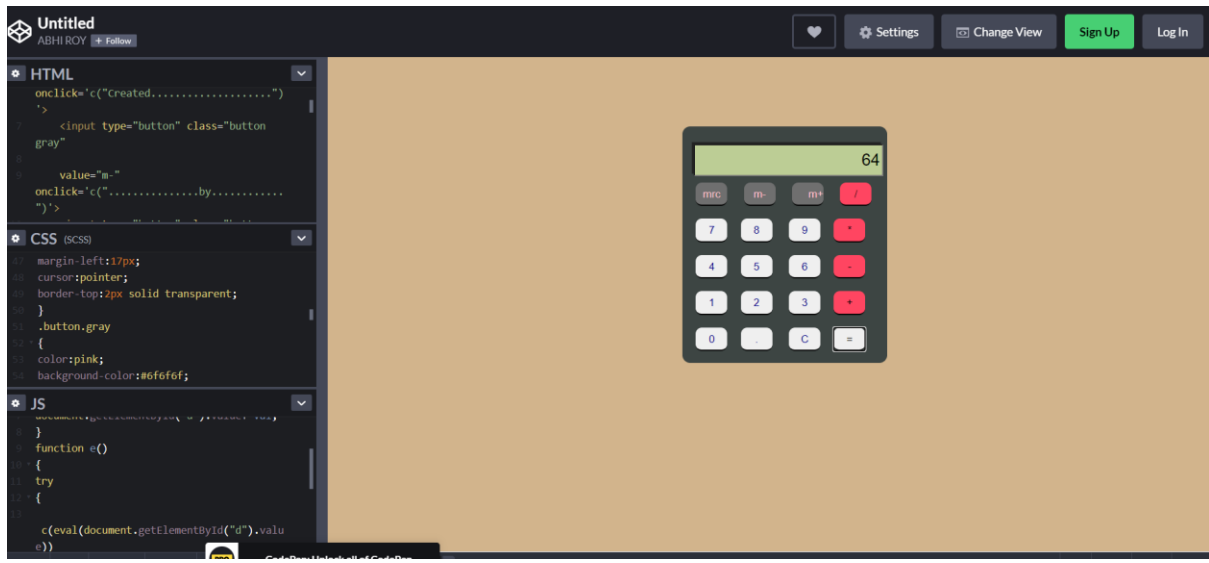 Untitled
ABHI ROY + Follow
Settings
Change View
Sign Up
Log In
HTML
onclick='c("Created....................")
'>
7 <input type="button" class="button
gray"
8
9 value="m-"
onclick='c("...............by............
")'>
CSS (SCSS)
47 margin-left:17px;
48 cursor:pointer;
49 border-top:2px solid transparent;
50 }
51 .button.gray
52 {
53 color:pink;
54 background-color:#6f6f6f;
JS
8 }
9 function e()
10 {
11 try
12 {
13
c(eval(document.getElementById("d").valu
e))
64
mrc m- m+ /
7 8 9 *
4 5 6 -
1 2 3 +
0 . C =